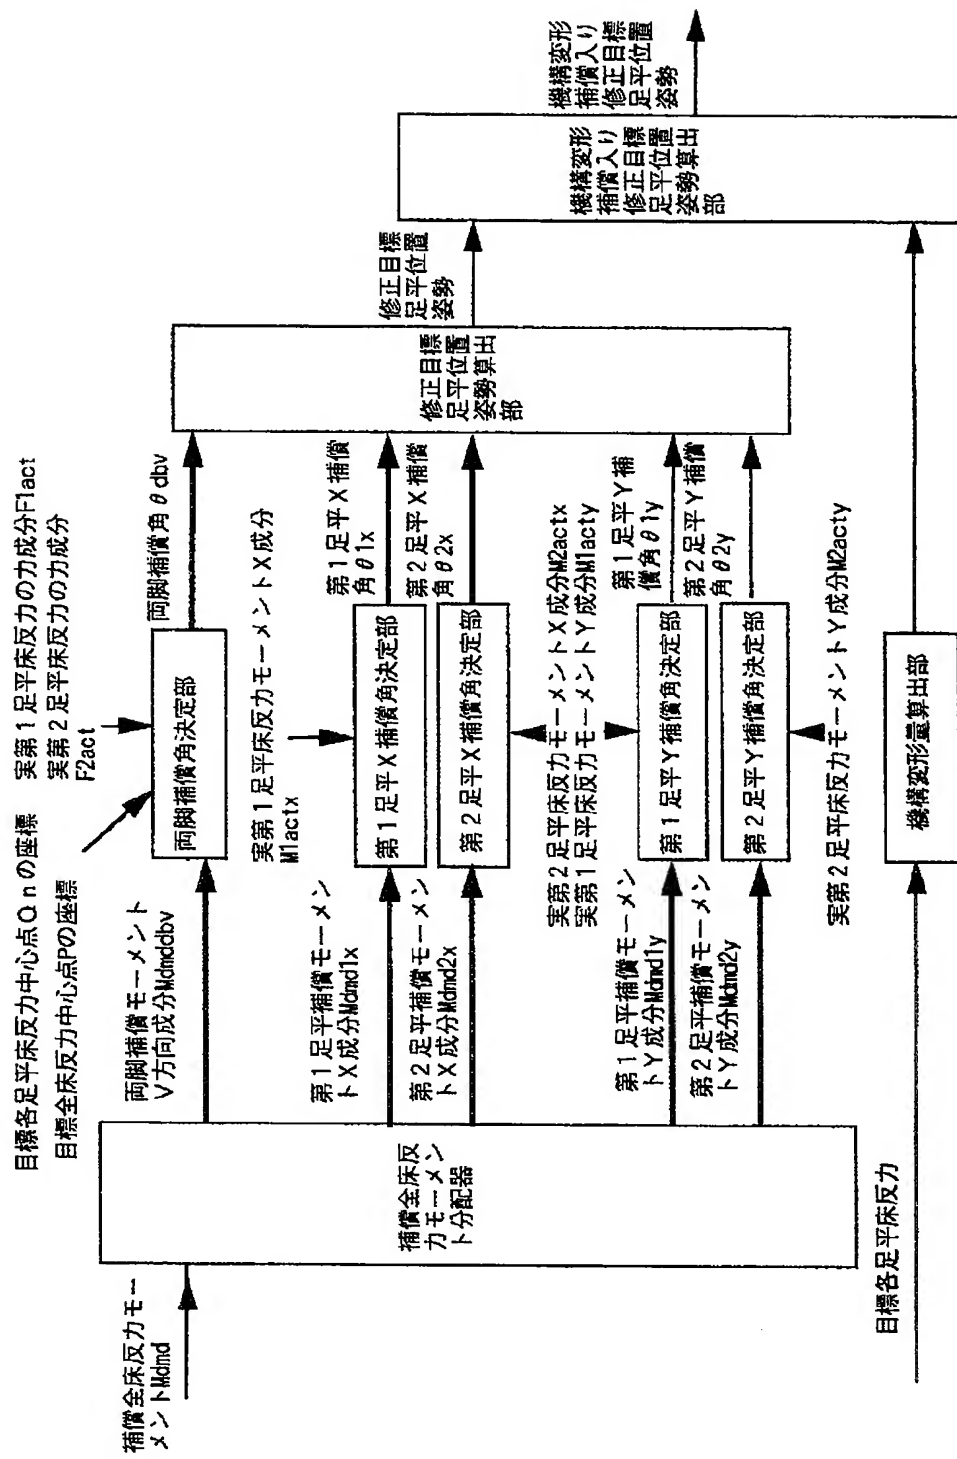 補償全床反力モー
メントMdmd
補償全床反
力モーメン
ト分配器
目標各足平床反力中心点Qnの座標
目標全床反力中心点Pの座標
実第1足平床反力の力成分F1act
実第2足平床反力の力成分
F2act
両脚補償モーメント
V方向成分Mdmddbv
両脚補償角決定部
両脚補償角θdbv
実第1足平床反力モーメントX成分
M1actx
第1足平補償モーメン
トX成分Mdmd1x
第1足平X補償角決定部
第1足平X補償
角θ1x
第2足平補償モーメン
トX成分Mdmd2x
第2足平X補償角決定部
第2足平X補償
角θ2x
実第2足平床反力モーメントX成分M2actx
実第1足平床反力モーメントY成分M1acty
第1足平補償モーメン
トY成分Mdmd1y
第1足平Y補償角決定部
第1足平Y補
償角θ1y
第2足平補償モーメン
トY成分Mdmd2y
第2足平Y補償角決定部
第2足平Y補償
角θ2y
実第2足平床反力モーメントY成分M2acty
目標各足平床反力
機構変形量算出部
修正目標
足平位置
姿勢算出
部
修正目標
足平位置
姿勢
機構変形
補償入り
修正目標
足平位置
姿勢算出
部
機構変形
補償入り
修正目標
足平位置
姿勢